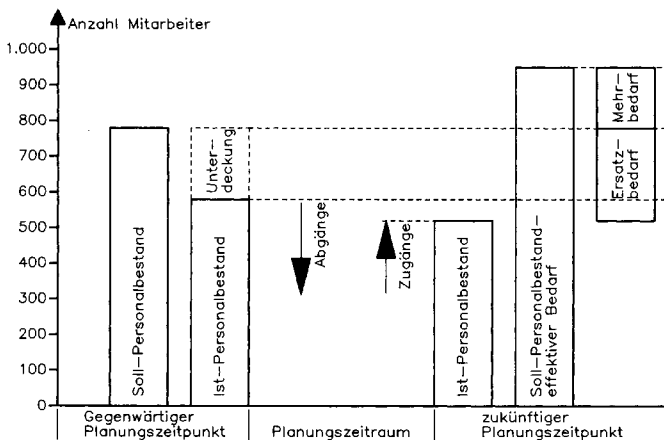 Anzahl Mitarbeiter
1.000
900
800
700
600
500
400
300
200
100
0
Soll-Personalbestand
Unter-
deckung
Ist-Personalbestand
Abgänge
Zugänge
Ist-Personalbestand
Soll-Personalbestand-
effektiver Bedarf
Mehr-
bedarf
Ersatz-
bedarf
Gegenwärtiger
Planungszeitpunkt
Planungszeitraum
zukünftiger
Planungszeitpunkt